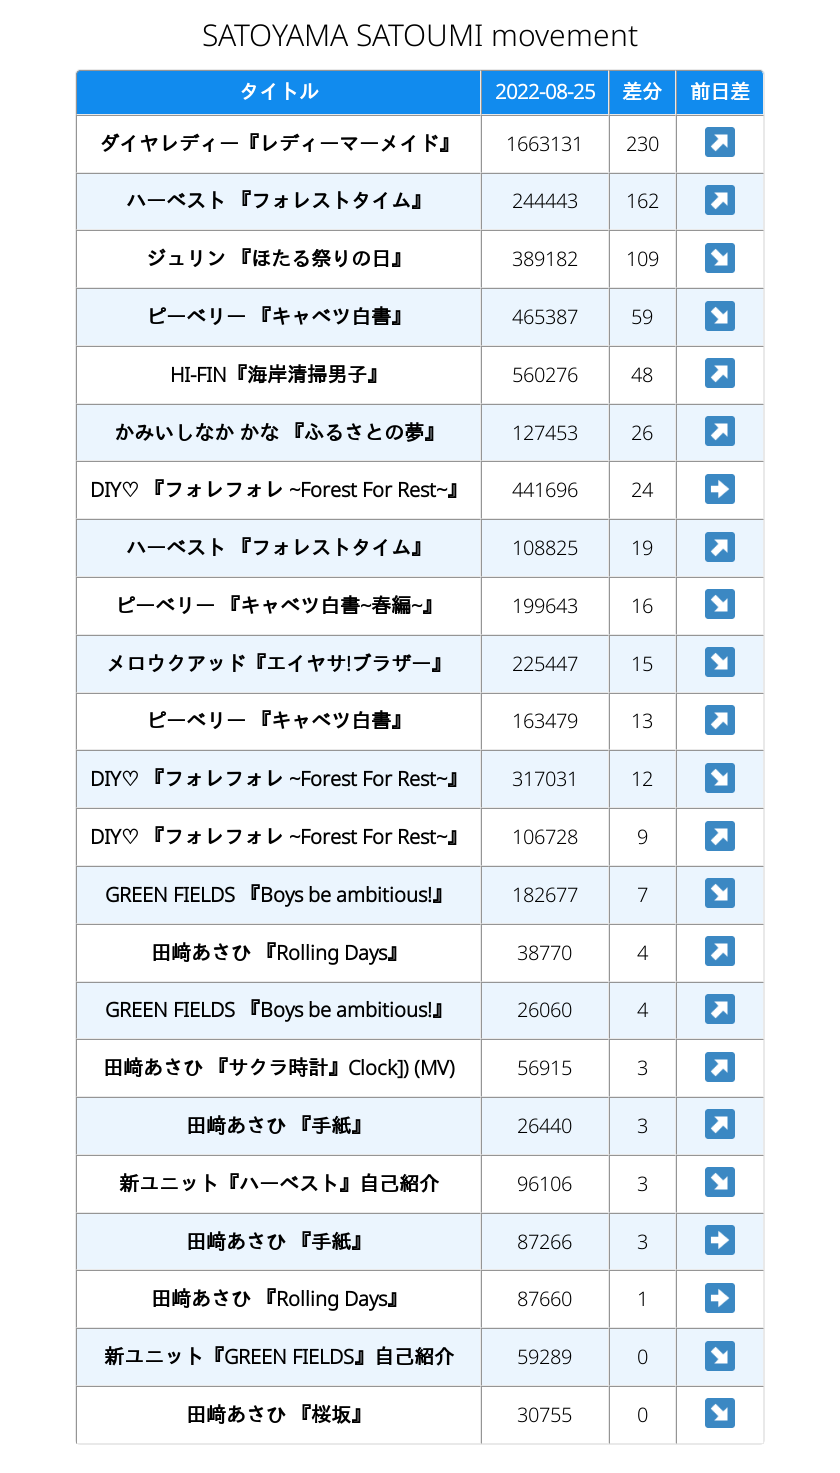 SATOYAMA SATOUMI movement
タイトル 2022-08-25 差分 前日差
ダイヤレディー『レディーマーメイド』 1663131 230 ↗
ハーベスト 『フォレストタイム』 244443 162 ↗
ジュリン 『ほたる祭りの日』 389182 109 ↘
ピーベリー 『キャベツ白書』 465387 59 ↘
HI-FIN『海岸清掃男子』 560276 48 ↗
かみいしなか かな 『ふるさとの夢』 127453 26 ↗
DIY♡ 『フォレフォレ ~Forest For Rest~』 441696 24 ➡
ハーベスト 『フォレストタイム』 108825 19 ↗
ピーベリー 『キャベツ白書~春編~』 199643 16 ↘
メロウクアッド『エイヤサ!ブラザー』 225447 15 ↘
ピーベリー 『キャベツ白書』 163479 13 ↗
DIY♡ 『フォレフォレ ~Forest For Rest~』 317031 12 ↘
DIY♡ 『フォレフォレ ~Forest For Rest~』 106728 9 ↗
GREEN FIELDS 『Boys be ambitious!』 182677 7 ↘
田﨑あさひ 『Rolling Days』 38770 4 ↗
GREEN FIELDS 『Boys be ambitious!』 26060 4 ↗
田﨑あさひ 『サクラ時計』Clock]) (MV) 56915 3 ↗
田﨑あさひ 『手紙』 26440 3 ↗
新ユニット『ハーベスト』自己紹介 96106 3 ↘
田﨑あさひ 『手紙』 87266 3 ➡
田﨑あさひ 『Rolling Days』 87660 1 ➡
新ユニット『GREEN FIELDS』自己紹介 59289 0 ↘
田﨑あさひ 『桜坂』 30755 0 ↘